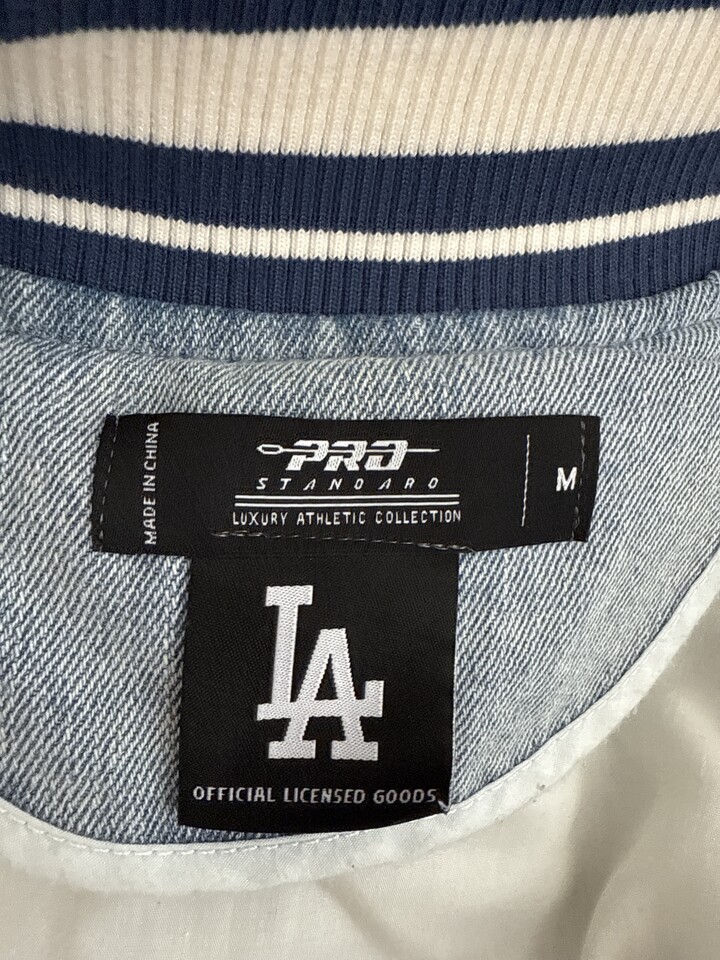 MADE IN CHINA
PRO
STANDARD
LUXURY ATHLETIC COLLECTION
M
LA
OFFICIAL LICENSED GOODS